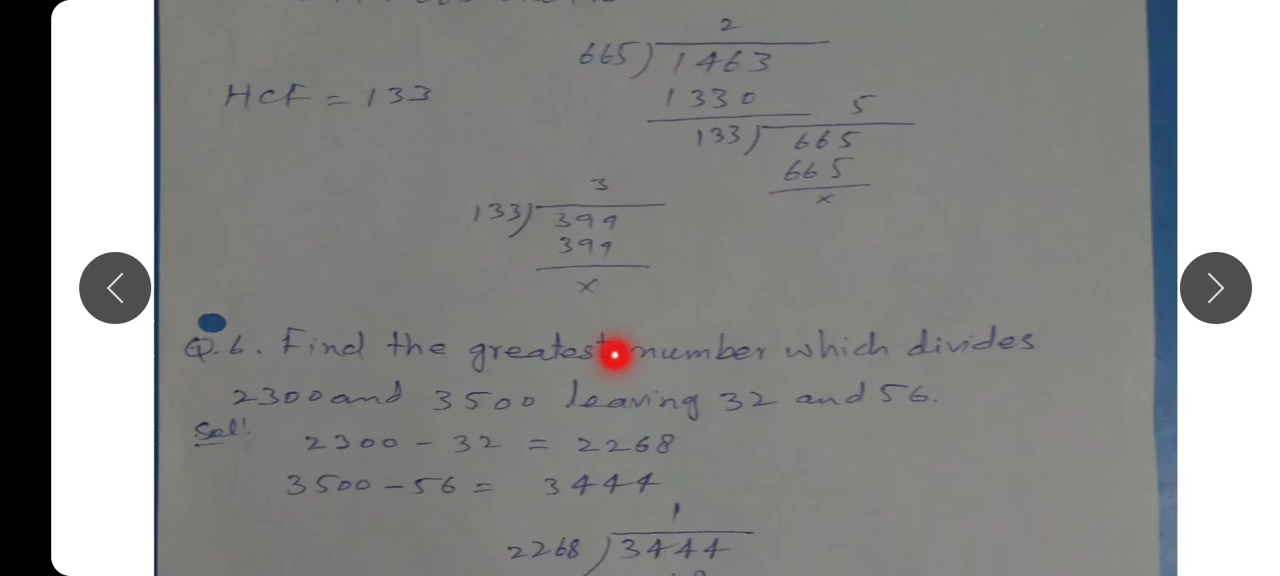 2
665) 1463
HCF = 133
1330
5
133) 665
665
x
3
133) 399
399
x
Q.6. Find the greatest number which divides
2300 and 3500 leaving 32 and 56.
Sol!
2300 - 32 = 2268
3500 - 56 = 3444
1
2268) 3444